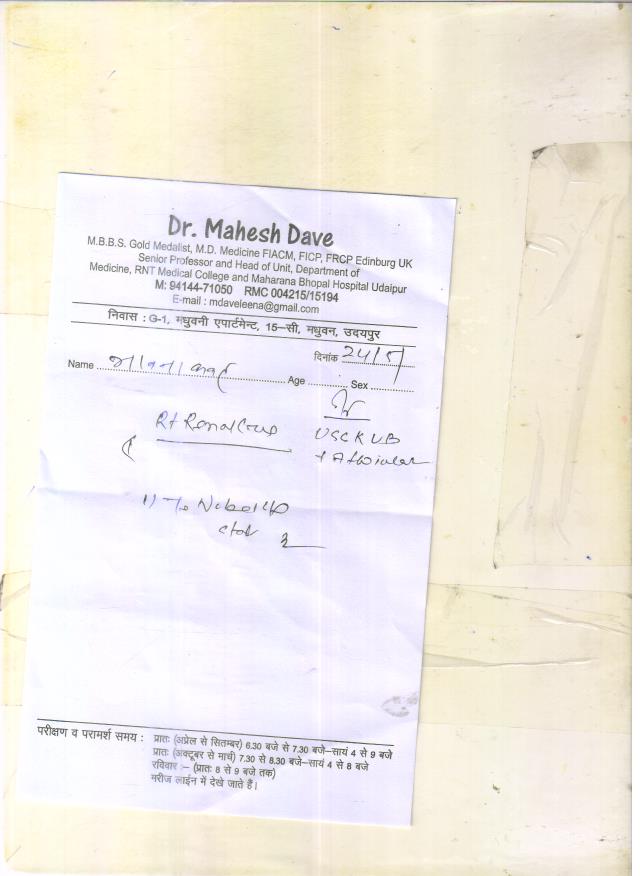 Dr. Mahesh Dave
M.B.B.S. Gold Medalist, M.D. Medicine FIACM, FICP, FRCP Edinburg UK
Senior Professor and Head of Unit, Department of
Medicine, RNT Medical College and Maharana Bhopal Hospital Udaipur
M: 94144-71050 RMC 004215/15194
E-mail : mdaveleena@gmail.com
निवास : G-1, मधुवनी एपार्टमेन्ट, 15–सी, मधुवन, उदयपुर
दिनांक 24/5/
Name Age Sex
Rt Renal
USG KUB
1)
परीक्षण व परामर्श समय : प्रातः (अप्रेल से सितम्बर) 6.30 बजे से 7.30 बजे–सायं 4 से 9 बजे
प्रातः (अक्टूबर से मार्च) 7.30 से 8.30 बजे–सायं 4 से 8 बजे
रविवार :– (प्रातः 8 से 9 बजे तक)
मरीज लाईन में देखे जाते हैं।